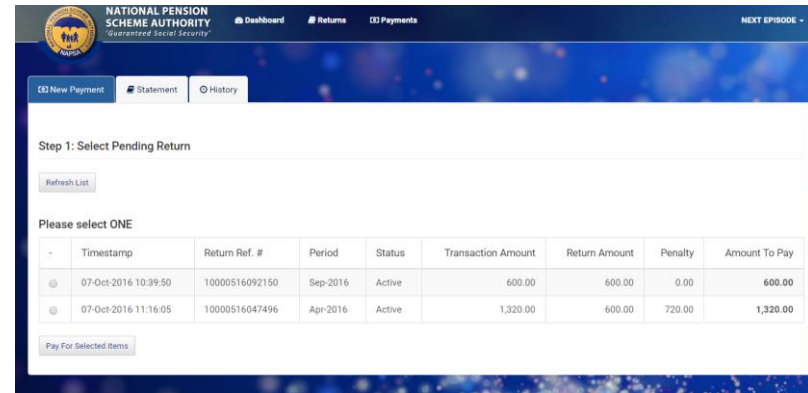 NATIONAL PENSION
SCHEME AUTHORITY
"Guaranteed Social Security"
NAPSA
Dashboard
Returns
Payments
NEXT EPISODE
New Payment
Statement
History
Step 1: Select Pending Return
Refresh List
Please select ONE
- Timestamp Return Ref. # Period Status Transaction Amount Return Amount Penalty Amount To Pay
07-Oct-2016 10:39:50 10000516092150 Sep-2016 Active 600.00 600.00 0.00 600.00
07-Oct-2016 11:16:05 10000516047496 Apr-2016 Active 1,320.00 600.00 720.00 1,320.00
Pay For Selected Items